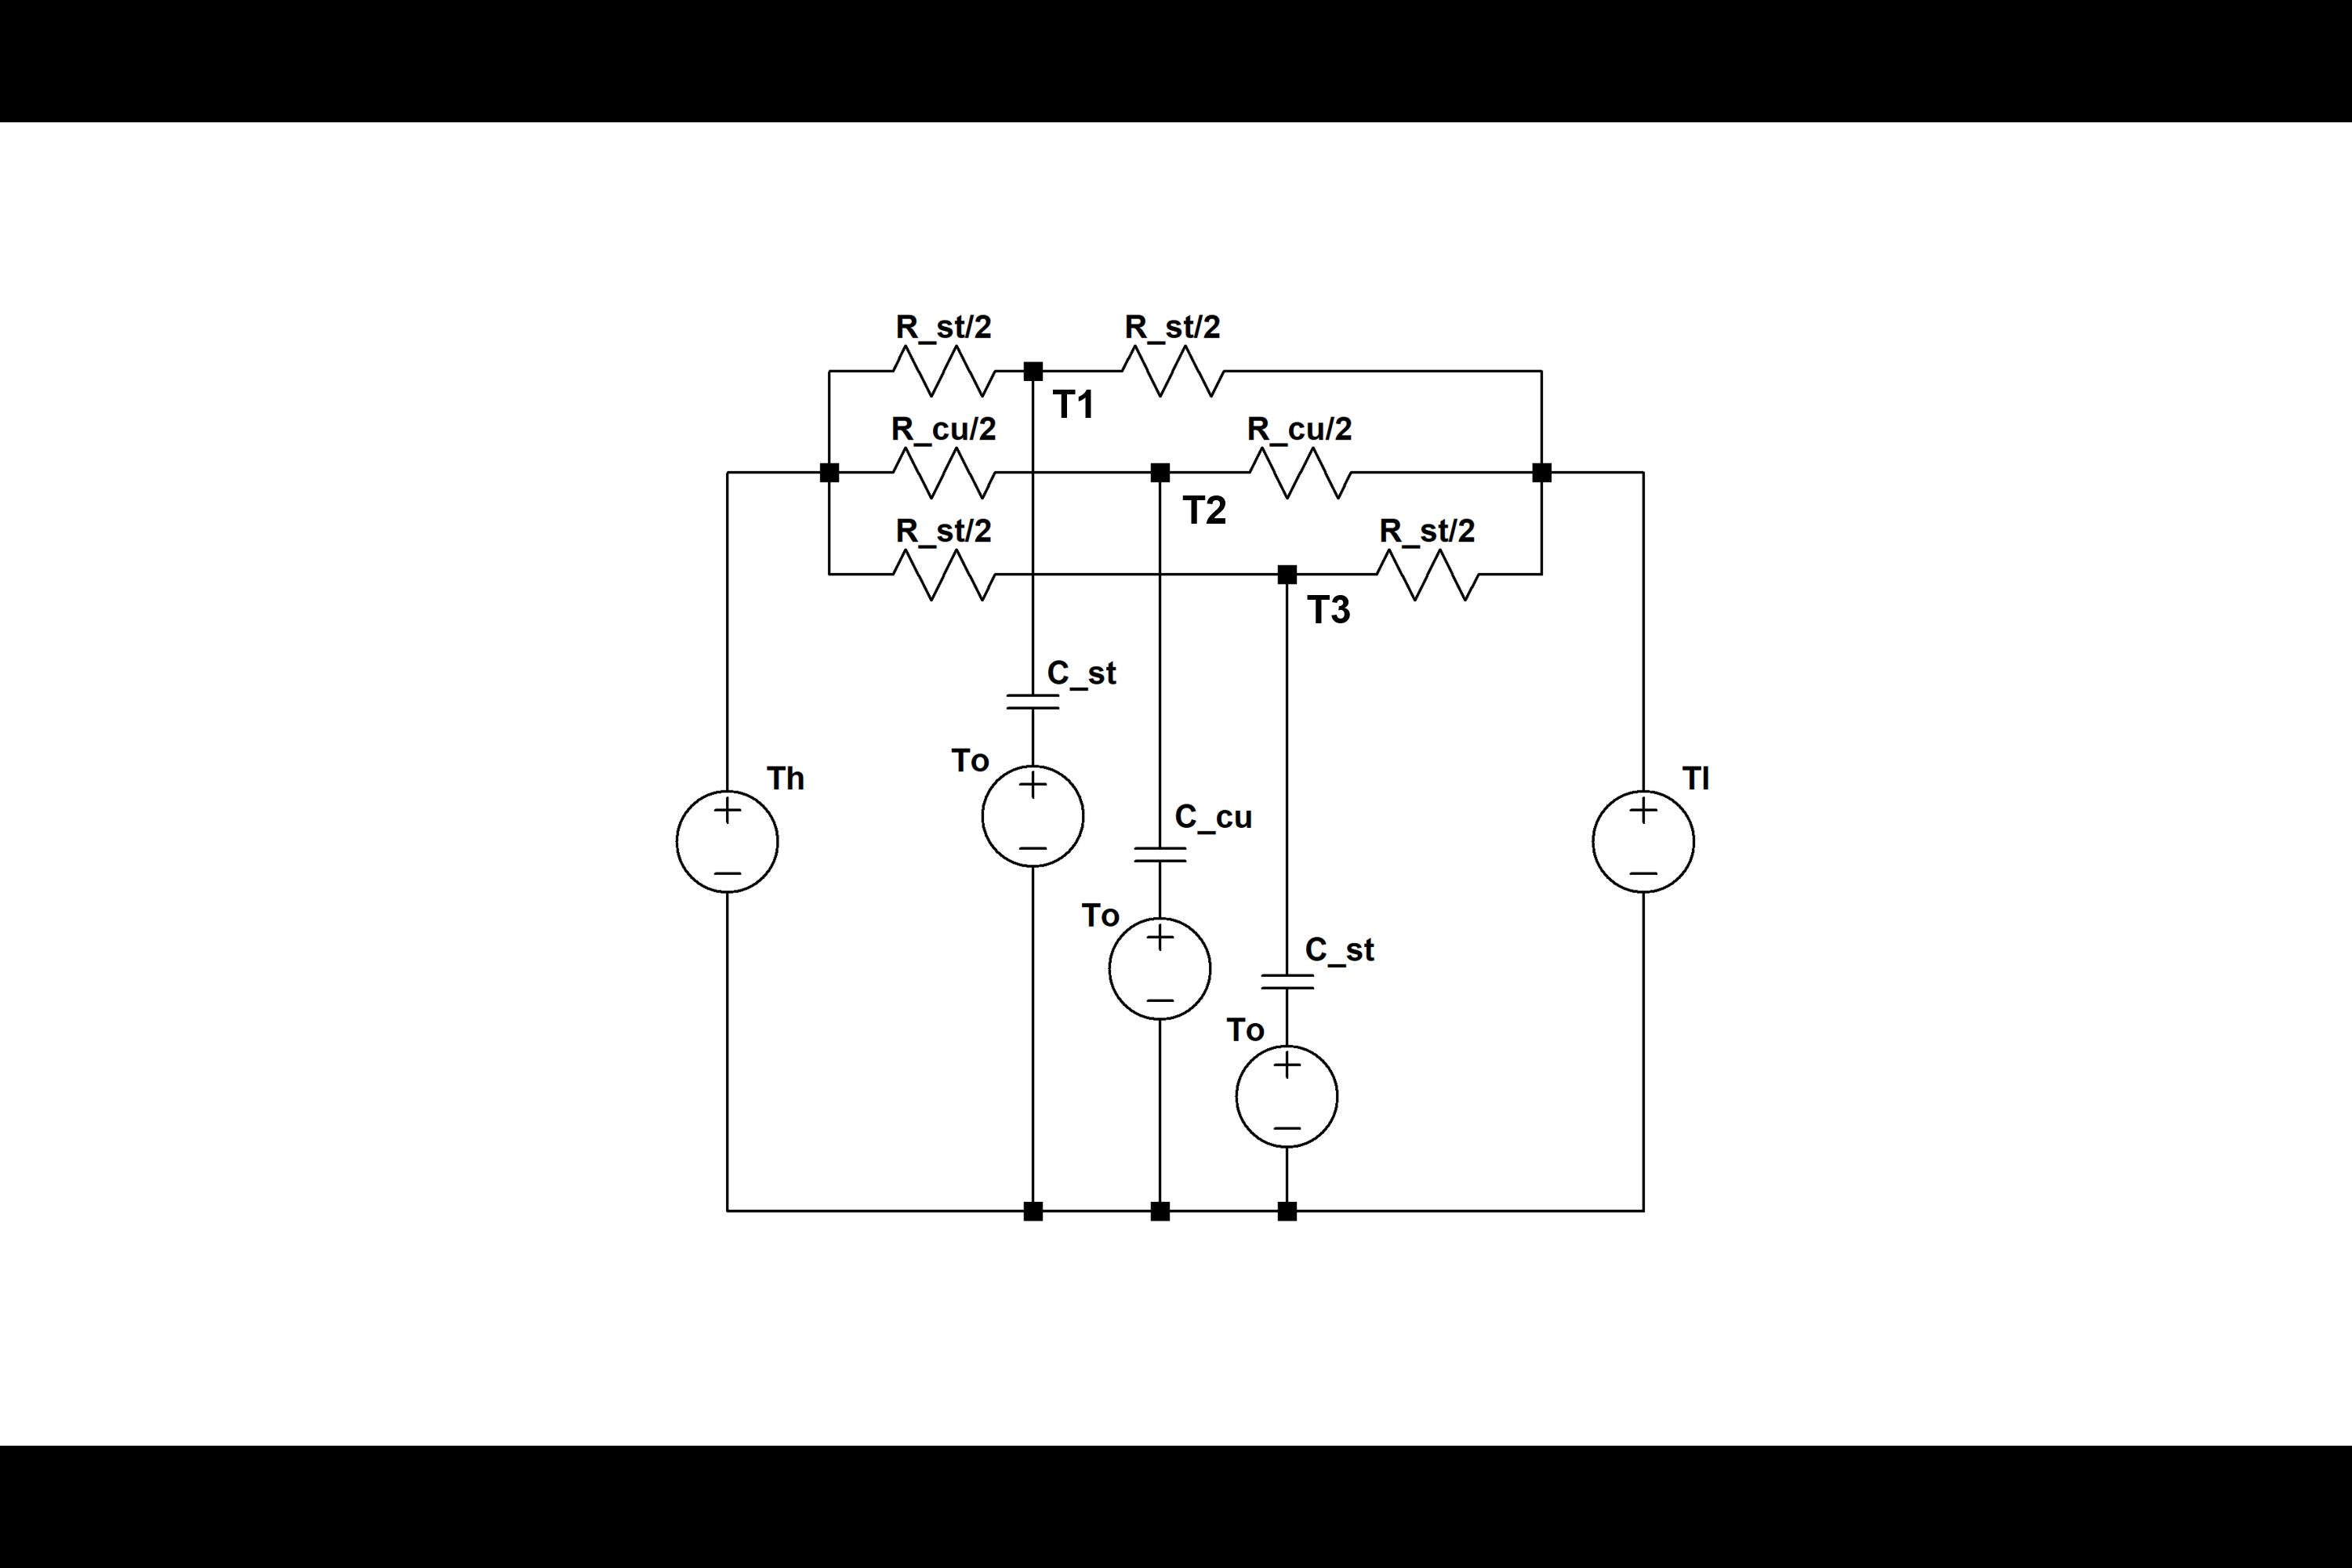 R_st/2 R_st/2
T1
R_cu/2 R_cu/2
T2
R_st/2 R_st/2
T3
C_st
To
Th Tl
C_cu
To
C_st
To